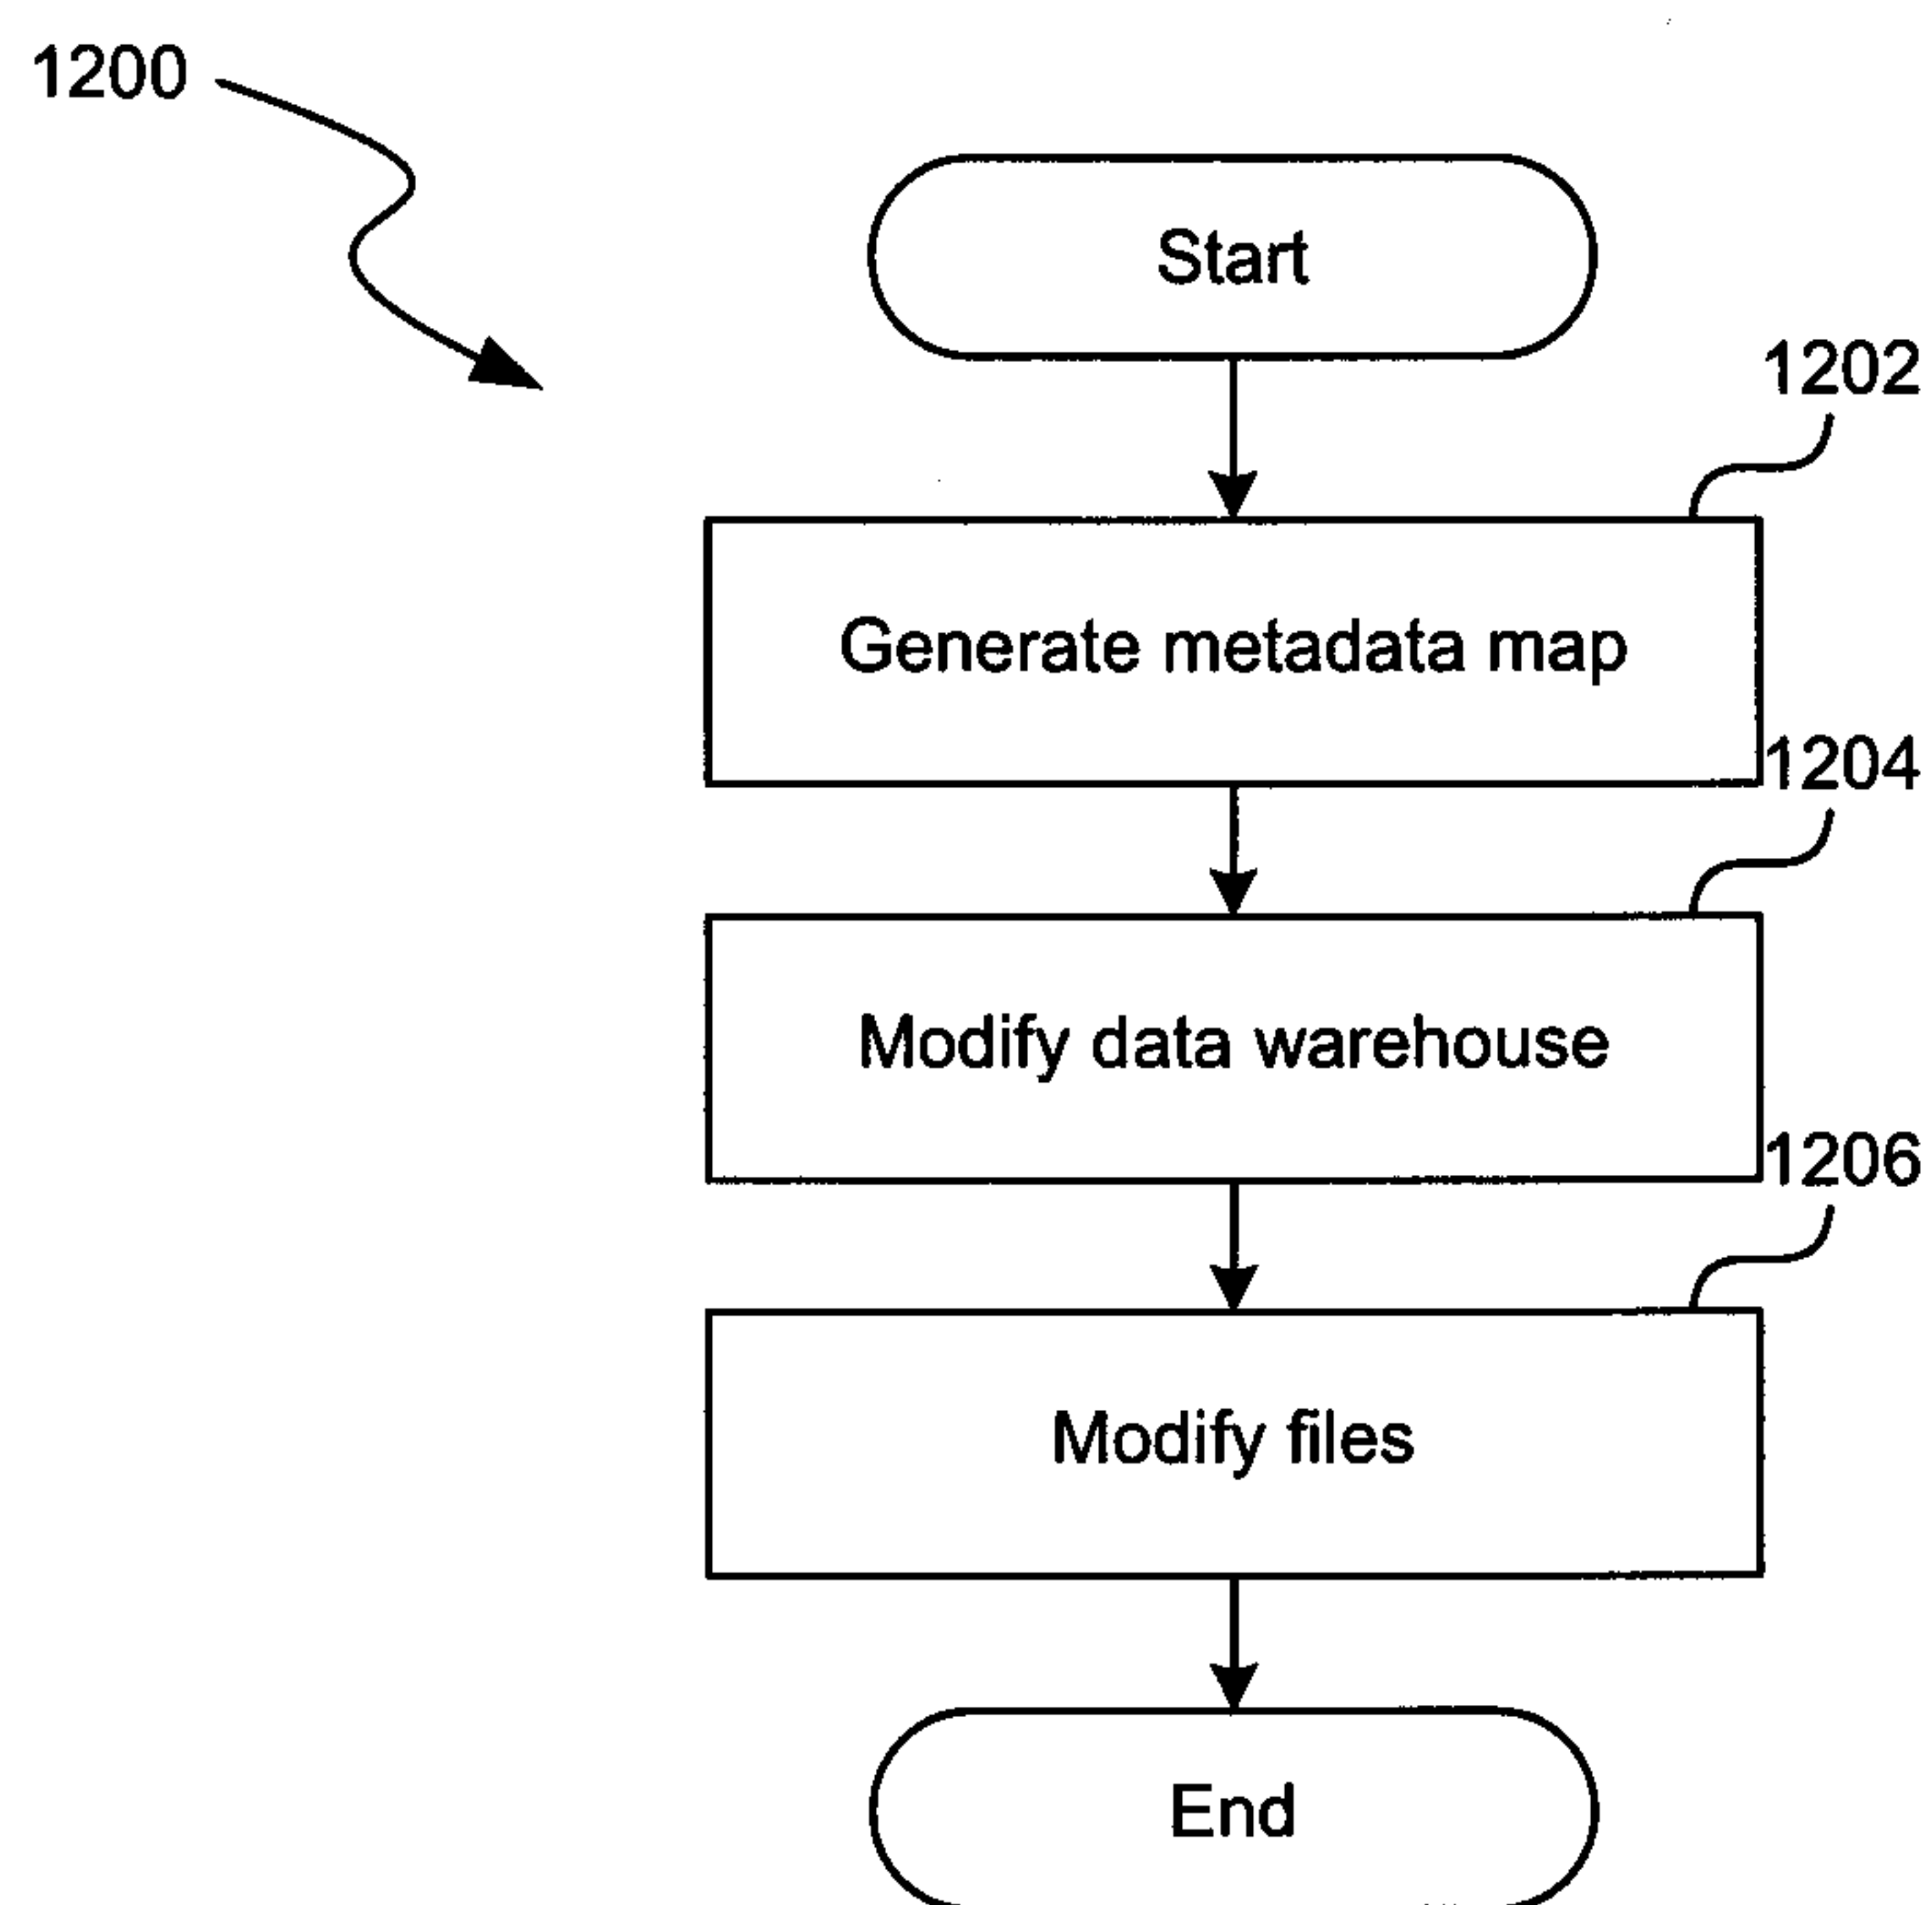 1200
Start
1202
Generate metadata map
1204
Modify data warehouse
1206
Modify files
End